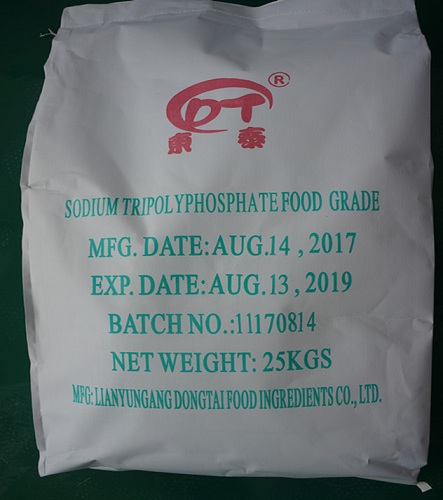 DT®
東泰
SODIUM TRIPOLYPHOSPHATE FOOD GRADE
MFG. DATE: AUG.14 , 2017
EXP. DATE: AUG.13 , 2019
BATCH NO.:11170814
NET WEIGHT: 25KGS
MFG: LIANYUNGANG DONGTAI FOOD INGREDIENTS CO., LTD.